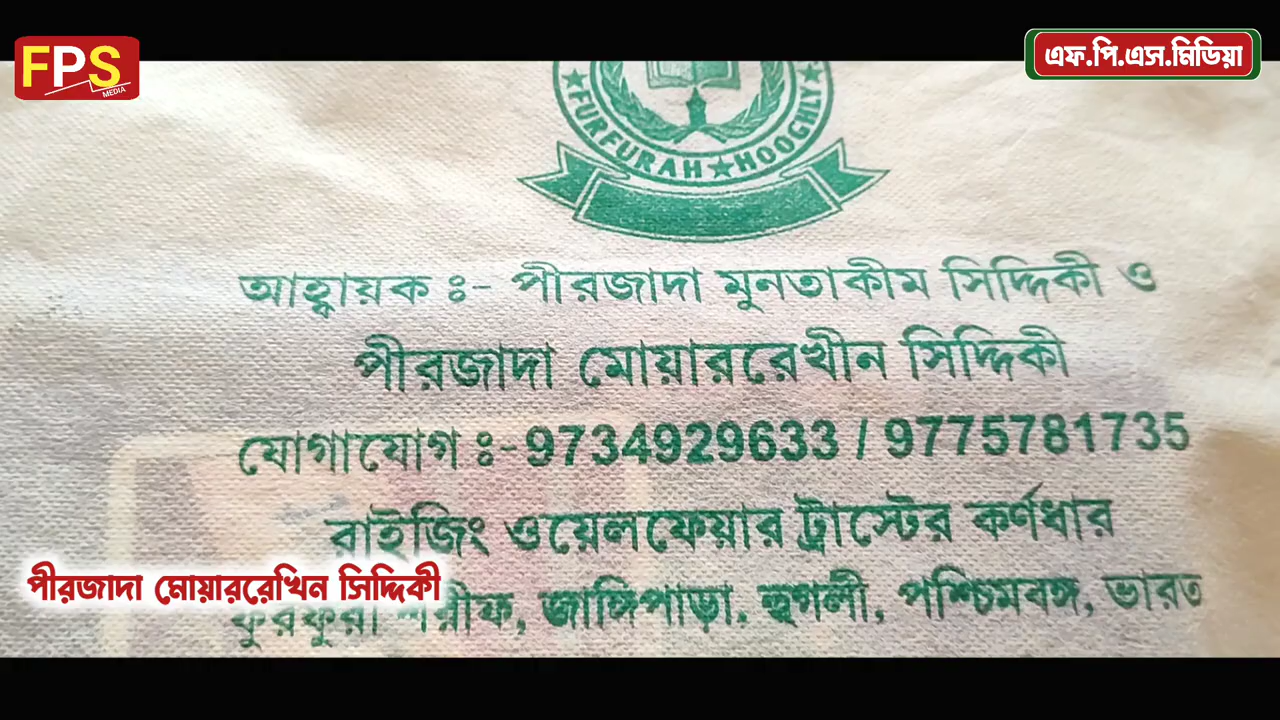 FPS
MEDIA
এফ.পি.এস.মিডিয়া
FURFURAH ★ HOOGHLY
আহ্বায়ক ঃ- পীরজাদা মুনতাকীম সিদ্দিকী ও
পীরজাদা মোয়াররেখীন সিদ্দিকী
যোগাযোগ ঃ-9734929633 / 9775781735
রাইজিং ওয়েলফেয়ার ট্রাস্টের কর্ণধার
পীরজাদা মোয়াররেখিন সিদ্দিকী
ফুরফুরা শরীফ, জাঙ্গিপাড়া, হুগলী, পশ্চিমবঙ্গ, ভারত